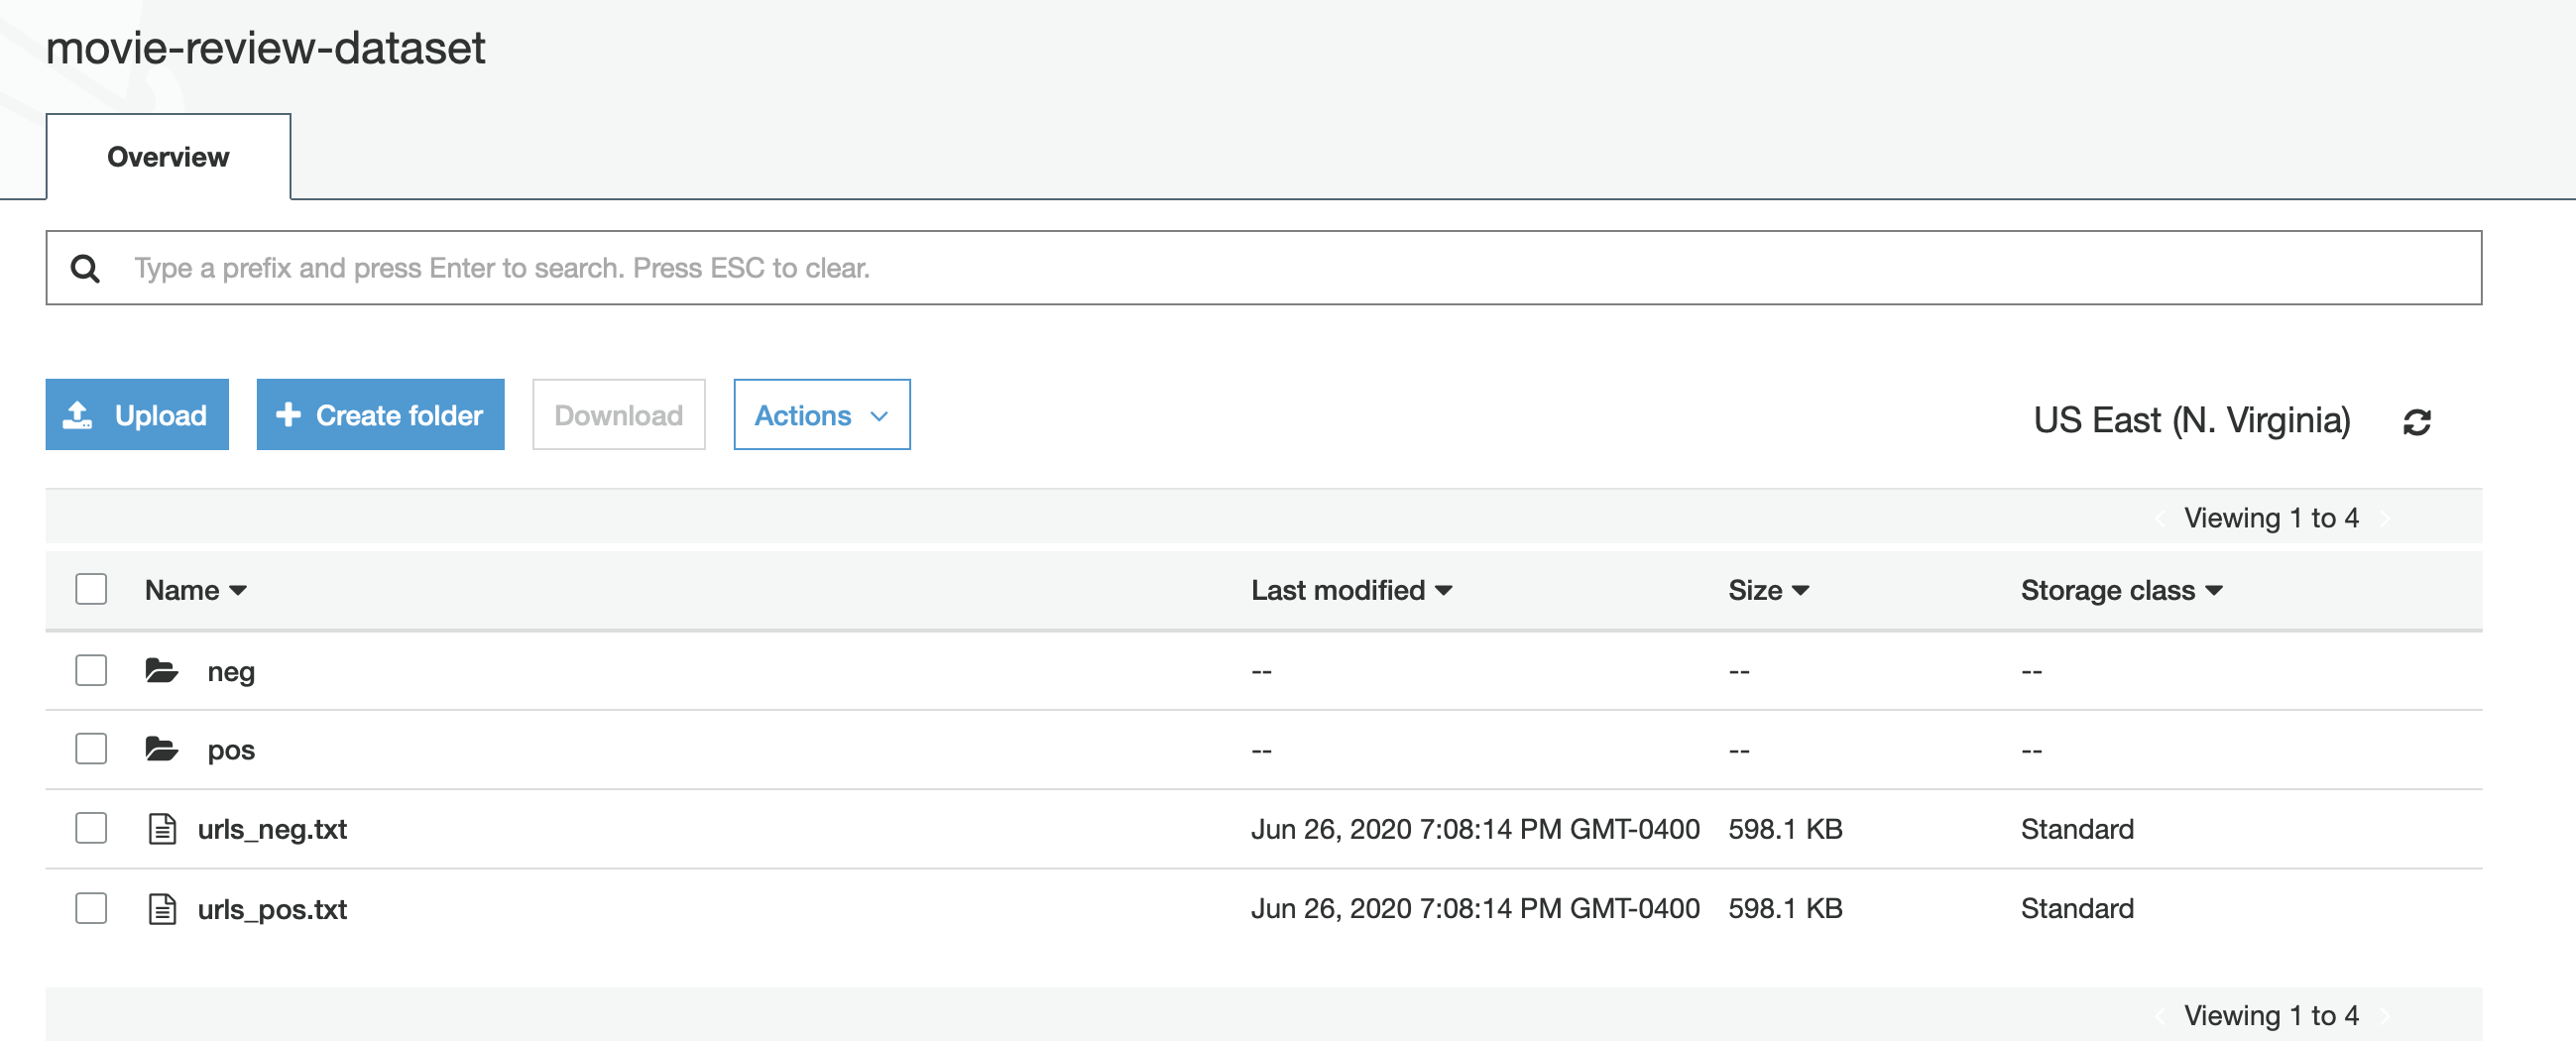 movie-review-dataset
Overview
Type a prefix and press Enter to search. Press ESC to clear.
Upload Create folder Download Actions US East (N. Virginia)
Viewing 1 to 4
Name Last modified Size Storage class
neg -- -- --
pos -- -- --
urls_neg.txt Jun 26, 2020 7:08:14 PM GMT-0400 598.1 KB Standard
urls_pos.txt Jun 26, 2020 7:08:14 PM GMT-0400 598.1 KB Standard
Viewing 1 to 4